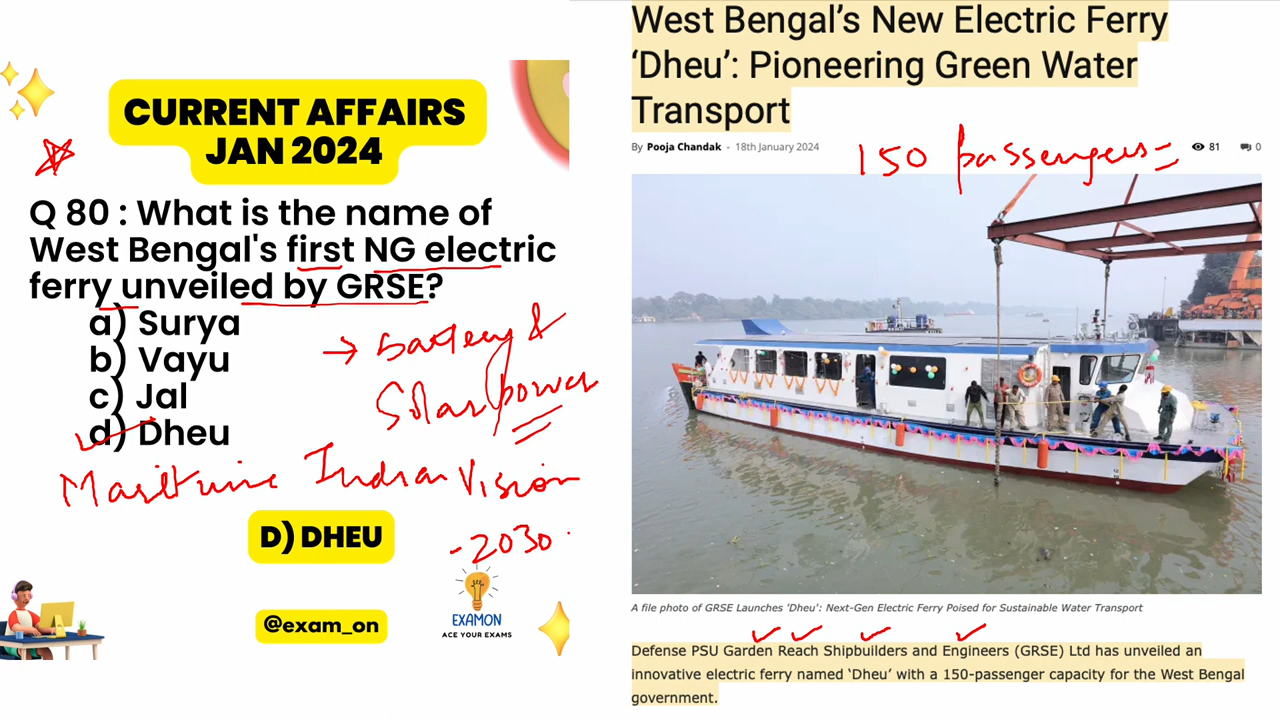 CURRENT AFFAIRS
JAN 2024
Q 80 : What is the name of
West Bengal's first NG electric
ferry unveiled by GRSE?
a) Surya
b) Vayu
c) Jal
d) Dheu
→ Battery &
Solar power
Maritime Indian Vision
-2030
D) DHEU
@exam_on
EXAMON
ACE YOUR EXAMS
West Bengal’s New Electric Ferry
‘Dheu’: Pioneering Green Water
Transport
By Pooja Chandak - 18th January 2024
81
0
150 passengers
A file photo of GRSE Launches 'Dheu': Next-Gen Electric Ferry Poised for Sustainable Water Transport
Defense PSU Garden Reach Shipbuilders and Engineers (GRSE) Ltd has unveiled an
innovative electric ferry named ‘Dheu’ with a 150-passenger capacity for the West Bengal
government.